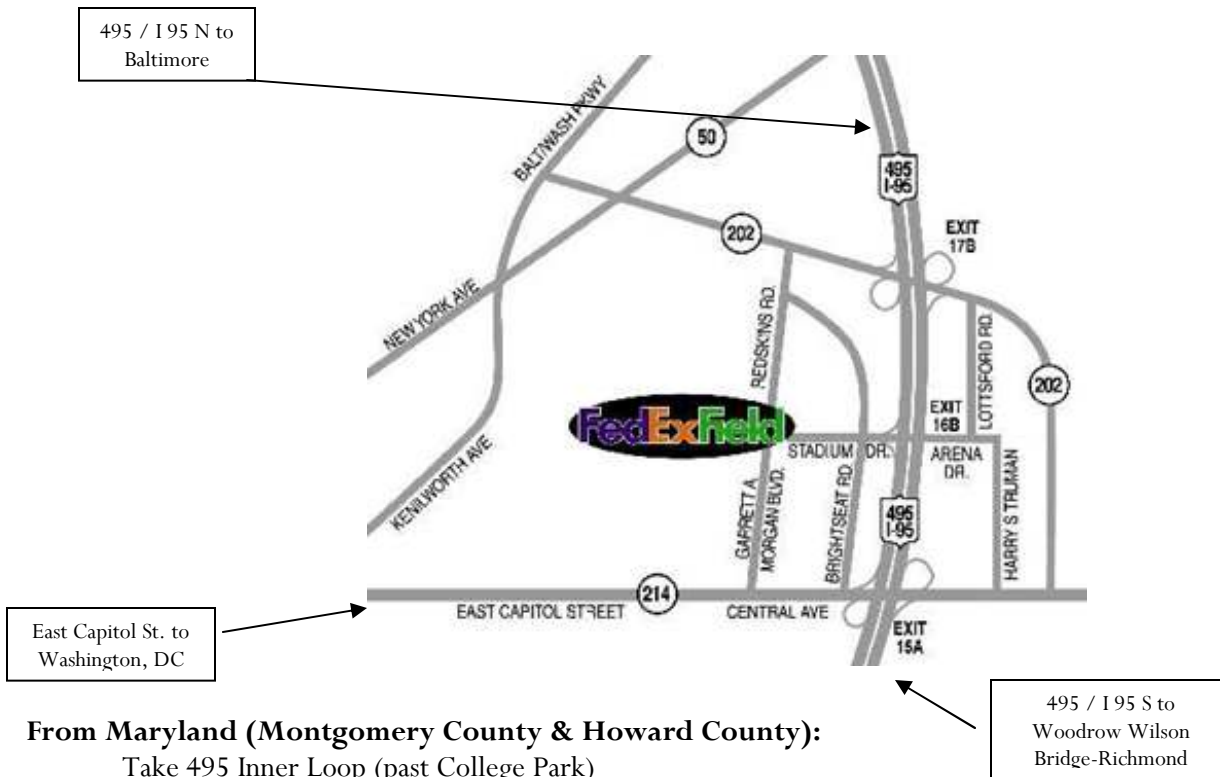 495 / I 95 N to
Baltimore
BALT/WASH PKWY
50
495
I-95
202
EXIT
17B
NEW YORK AVE
REDSKINS RD.
LOTTSFORD RD.
202
FedExField
EXIT
16B
STADIUM DR.
ARENA
DR.
KENILWORTH AVE
GARRETT A
MORGAN BLVD.
BRIGHTSEAT RD
495
I-95
HARRY S TRUMAN
214
EAST CAPITOL STREET
CENTRAL AVE
EXIT
15A
East Capitol St. to
Washington, DC
495 / I 95 S to
Woodrow Wilson
Bridge-Richmond
From Maryland (Montgomery County & Howard County):
Take 495 Inner Loop (past College Park)